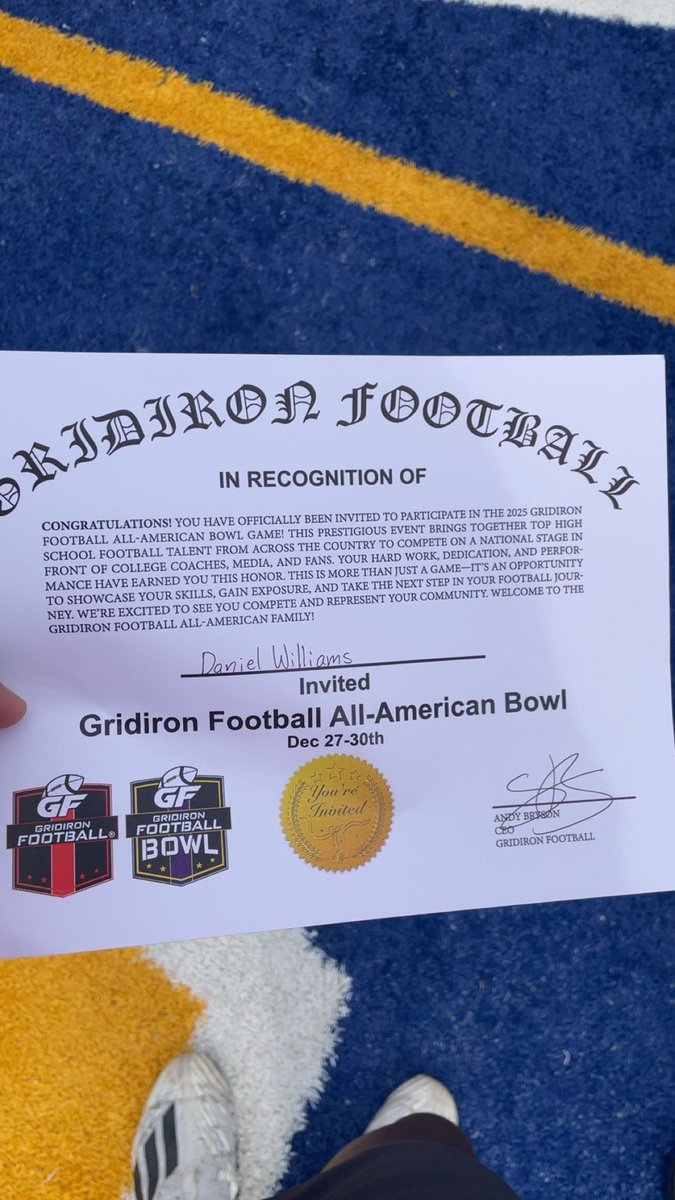 GRIDIRON FOOTBALL
IN RECOGNITION OF
CONGRATULATIONS! YOU HAVE OFFICIALLY BEEN INVITED TO PARTICIPATE IN THE 2025 GRIDIRON
FOOTBALL ALL-AMERICAN BOWL GAME! THIS PRESTIGIOUS EVENT BRINGS TOGETHER TOP HIGH
SCHOOL FOOTBALL TALENT FROM ACROSS THE COUNTRY TO COMPETE ON A NATIONAL STAGE IN
FRONT OF COLLEGE COACHES, MEDIA, AND FANS. YOUR HARD WORK, DEDICATION, AND PERFOR-
MANCE HAVE EARNED YOU THIS HONOR. THIS IS MORE THAN JUST A GAME—IT'S AN OPPORTUNITY
TO SHOWCASE YOUR SKILLS, GAIN EXPOSURE, AND TAKE THE NEXT STEP IN YOUR FOOTBALL JOUR-
NEY. WE'RE EXCITED TO SEE YOU COMPETE AND REPRESENT YOUR COMMUNITY. WELCOME TO THE
GRIDIRON FOOTBALL ALL-AMERICAN FAMILY!
Daniel Williams
Invited
Gridiron Football All-American Bowl
Dec 27-30th
GF
GRIDIRON
FOOTBALL®
GF
GRIDIRON
FOOTBALL
BOWL
You're
Invited
ANDY BRYSON
CEO
GRIDIRON FOOTBALL